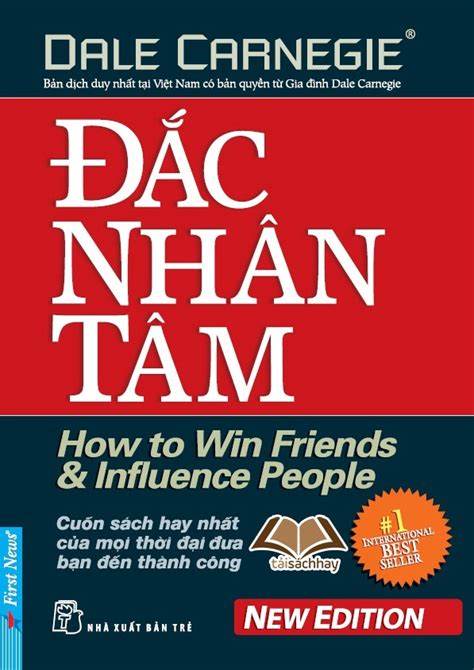 DALE CARNEGIE®
Bản dịch duy nhất tại Việt Nam có bản quyền từ Gia đình Dale Carnegie
ĐẮC
NHÂN
TÂM
How to Win Friends
& Influence People
Cuốn sách hay nhất
của mọi thời đại đưa
bạn đến thành công
tảisáchhay
#1
INTERNATIONAL
BEST
SELLER
First News
T
NHÀ XUẤT BẢN TRẺ
NEW EDITION